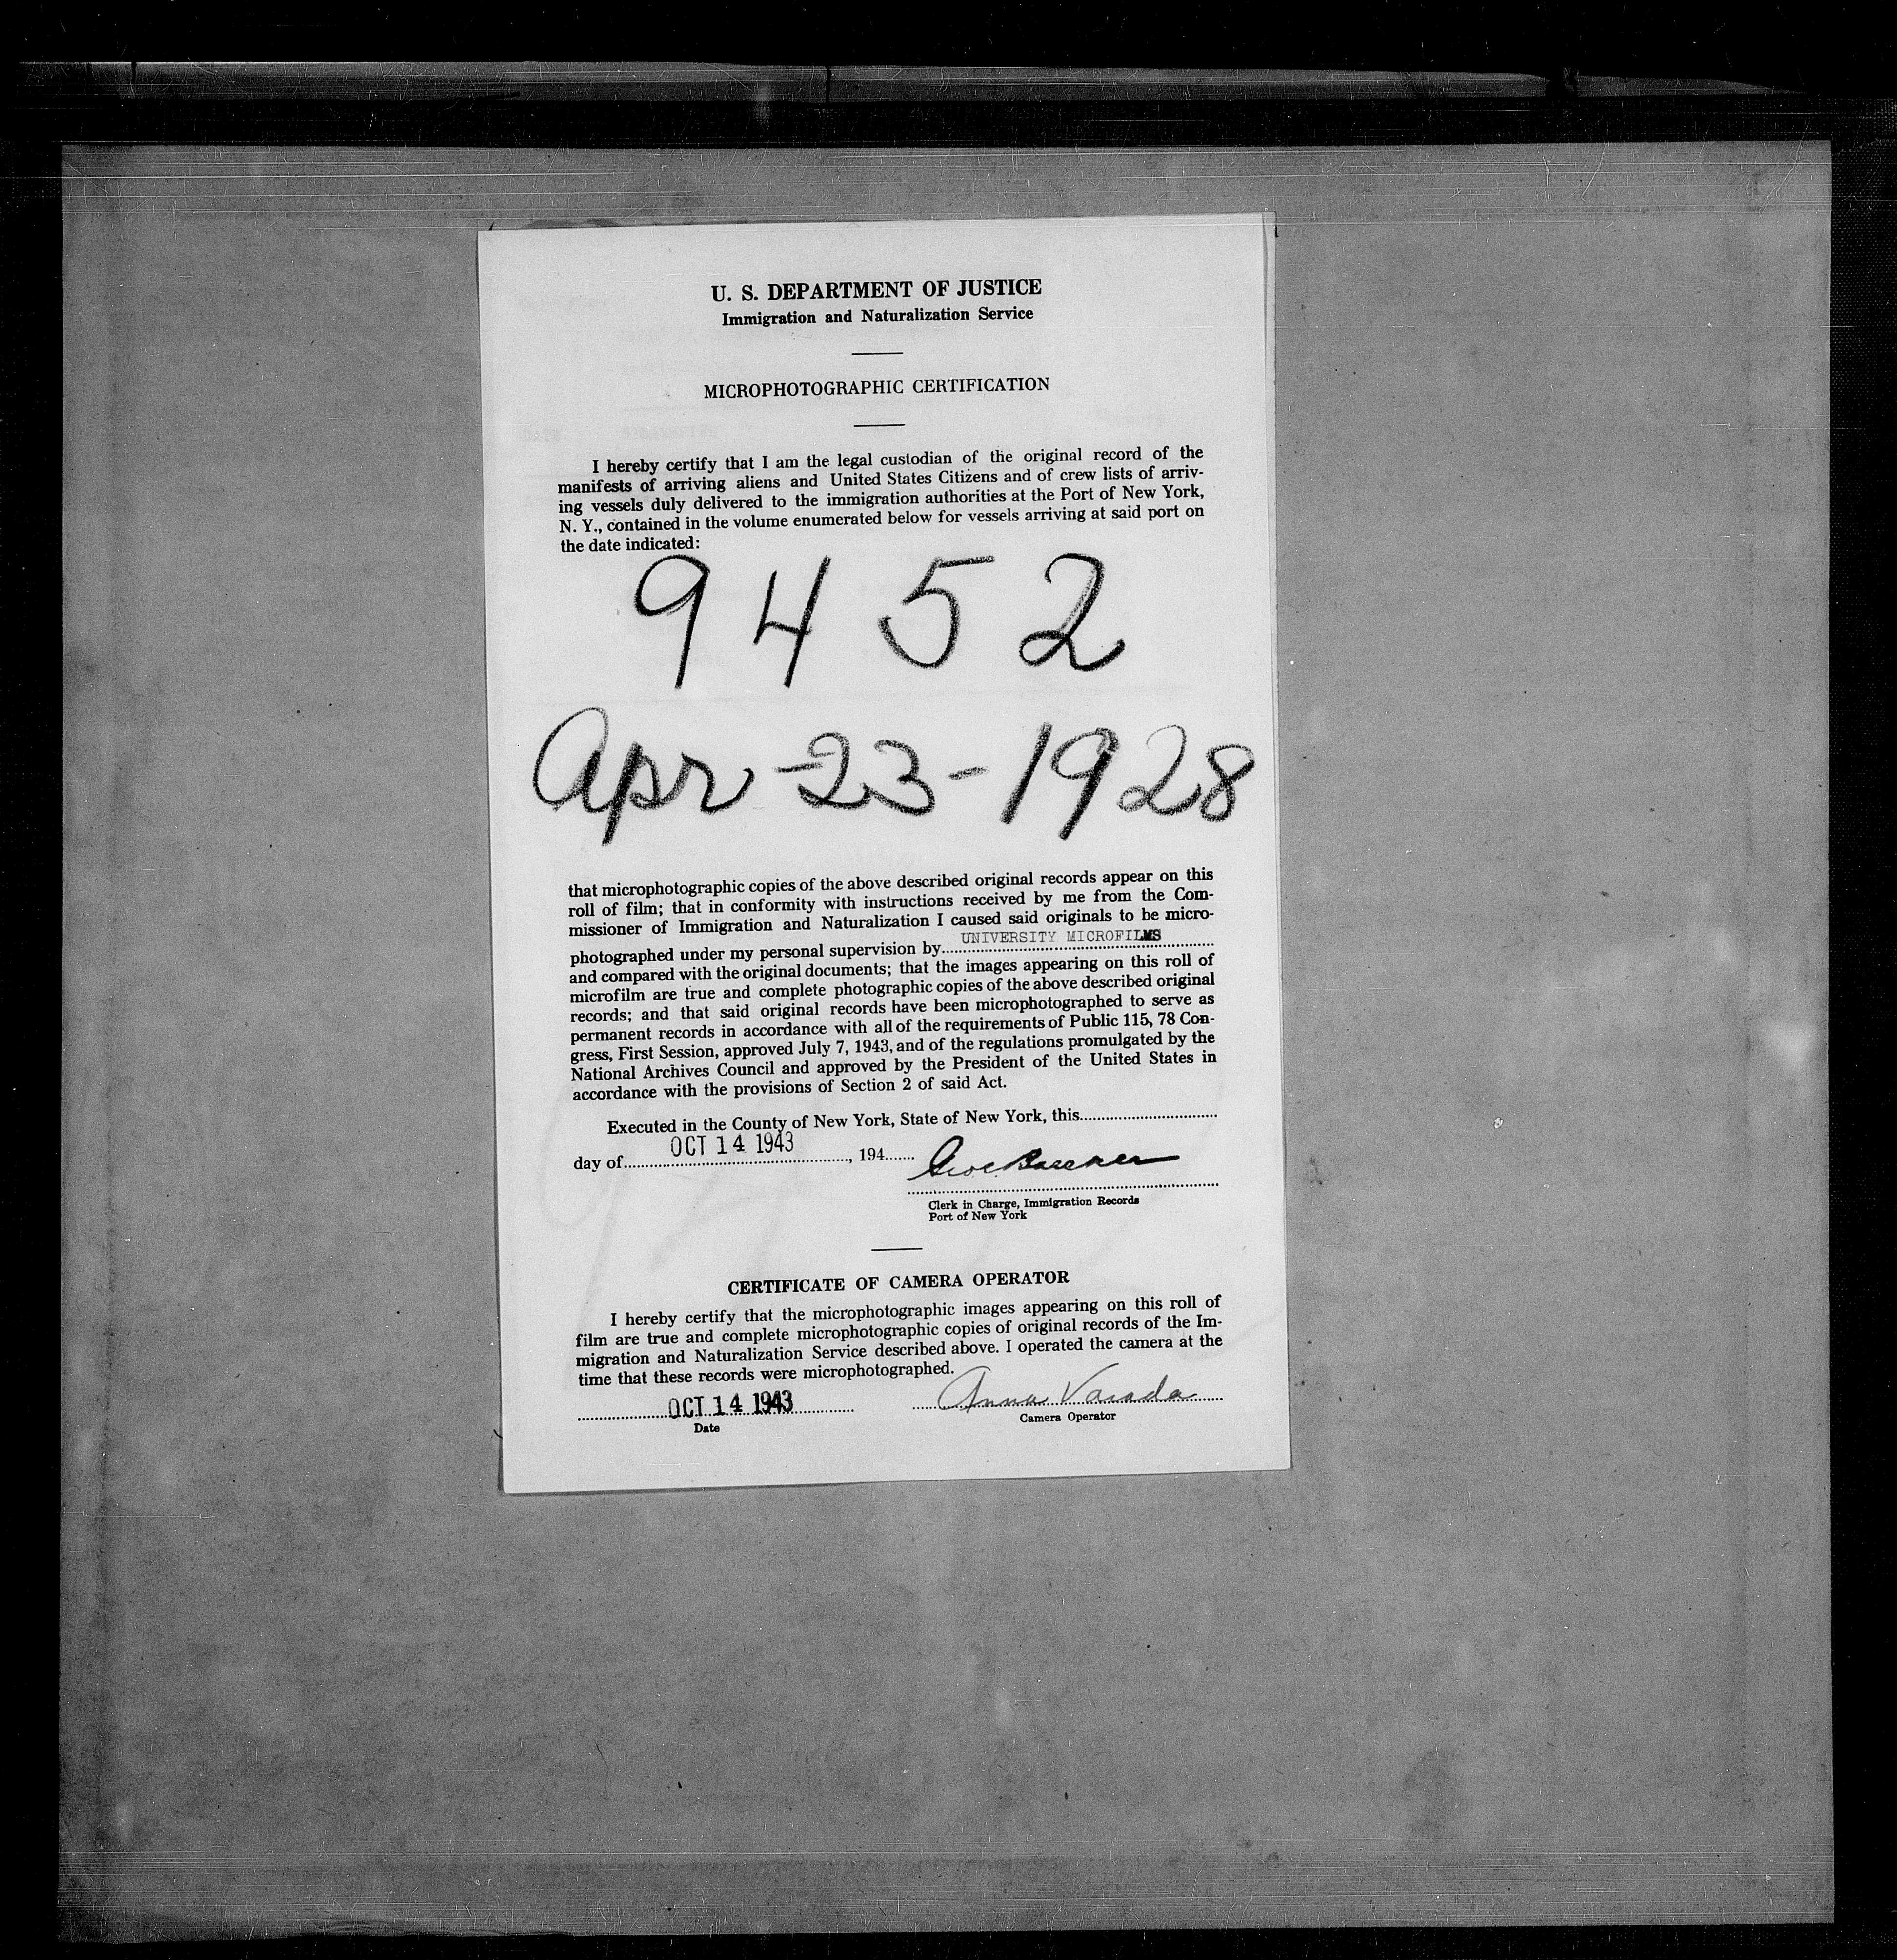 U. S. DEPARTMENT OF JUSTICE
Immigration and Naturalization Service
MICROPHOTOGRAPHIC CERTIFICATION
I hereby certify that I am the legal custodian of the original record of the
manifests of arriving aliens and United States Citizens and of crew lists of arriv-
ing vessels duly delivered to the immigration authorities at the Port of New York,
N. Y., contained in the volume enumerated below for vessels arriving at said port on
the date indicated:
9452
Apr-23-1928
that microphotographic copies of the above described original records appear on this
roll of film; that in conformity with instructions received by me from the Com-
missioner of Immigration and Naturalization I caused said originals to be micro-
photographed under my personal supervision by UNIVERSITY MICROFILMS
and compared with the original documents; that the images appearing on this roll of
microfilm are true and complete photographic copies of the above described original
records; and that said original records have been microphotographed to serve as
permanent records in accordance with all of the requirements of Public 115, 78 Con-
gress, First Session, approved July 7, 1943, and of the regulations promulgated by the
National Archives Council and approved by the President of the United States in
accordance with the provisions of Section 2 of said Act.
Executed in the County of New York, State of New York, this
day of OCT 14 1943, 194
Clerk in Charge, Immigration Records
Port of New York
CERTIFICATE OF CAMERA OPERATOR
I hereby certify that the microphotographic images appearing on this roll of
film are true and complete microphotographic copies of original records of the Im-
migration and Naturalization Service described above. I operated the camera at the
time that these records were microphotographed.
OCT 14 1943 Anna Varada
Date
Camera Operator